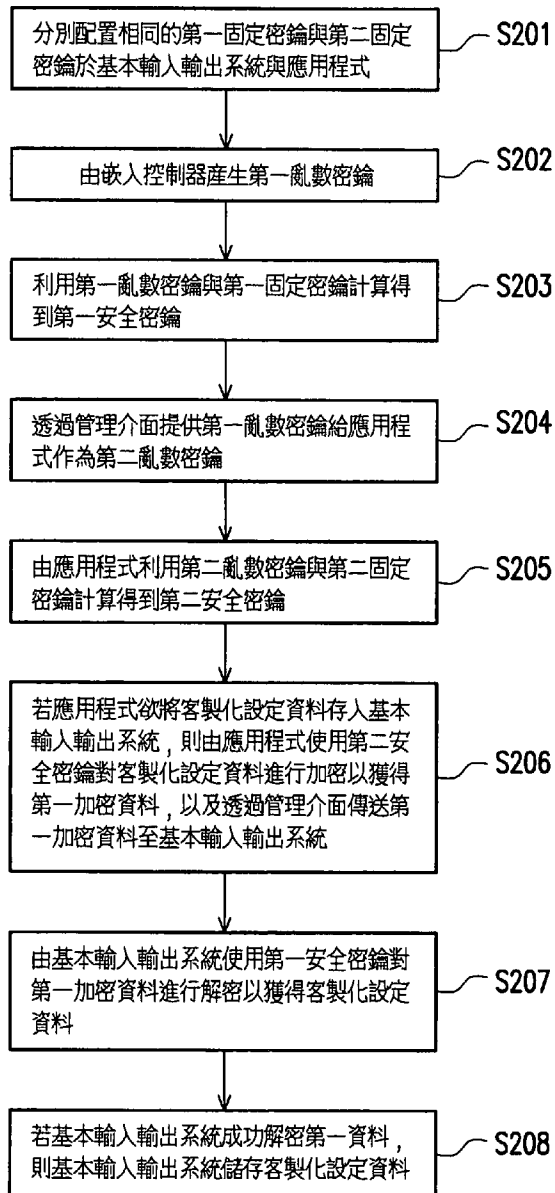 分別配置相同的第一固定密鑰與第二固定
密鑰於基本輸入輸出系統與應用程式
S201
由嵌入控制器產生第一亂數密鑰
S202
利用第一亂數密鑰與第一固定密鑰計算得
到第一安全密鑰
S203
透過管理介面提供第一亂數密鑰給應用程
式作為第二亂數密鑰
S204
由應用程式利用第二亂數密鑰與第二固定
密鑰計算得到第二安全密鑰
S205
若應用程式欲將客製化設定資料存入基本
輸入輸出系統，則由應用程式使用第二安
全密鑰對客製化設定資料進行加密以獲得
第一加密資料，以及透過管理介面傳送第
一加密資料至基本輸入輸出系統
S206
由基本輸入輸出系統使用第一安全密鑰對
第一加密資料進行解密以獲得客製化設定
資料
S207
若基本輸入輸出系統成功解密第一資料，
則基本輸入輸出系統儲存客製化設定資料
S208